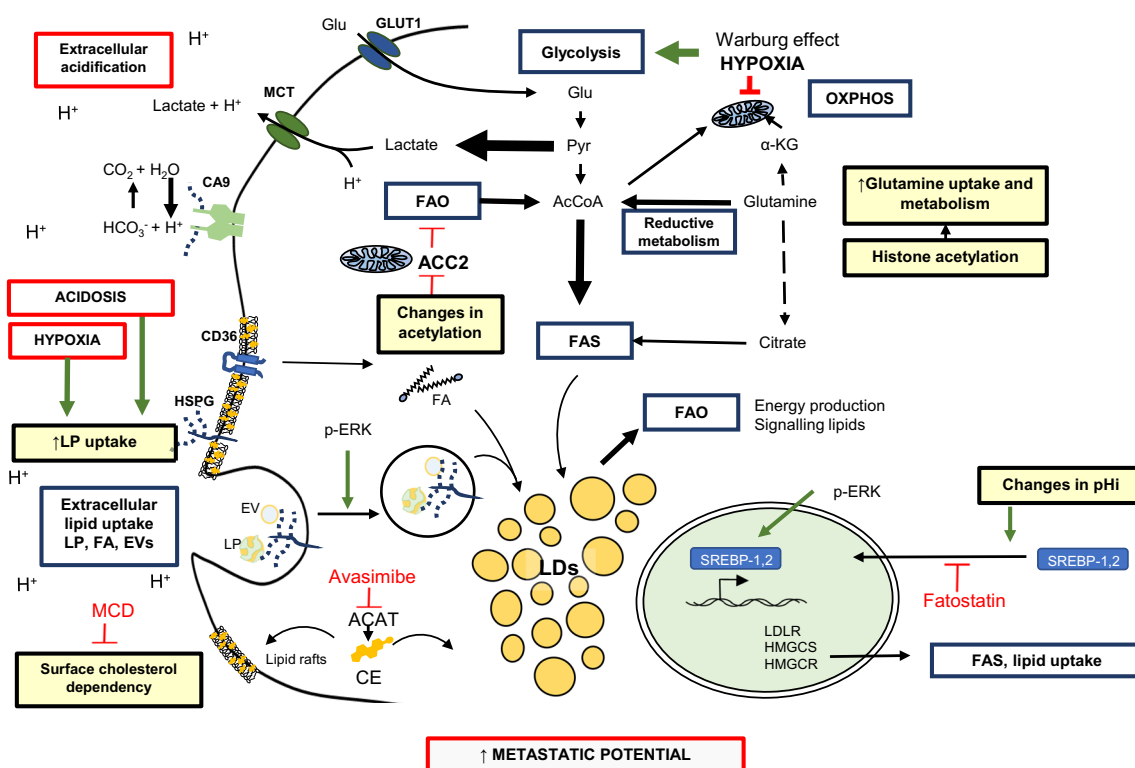 Extracellular
acidification
H⁺
H⁺
Lactate + H⁺
MCT
Glu
GLUT1
Glycolysis
Warburg effect
HYPOXIA
OXPHOS
Glu
Pyr
Lactate
H⁺
α-KG
CO₂ + H₂O
CA9
HCO₃⁻ + H⁺
H⁺
FAO
AcCoA
Reductive
metabolism
Glutamine
↑Glutamine uptake and
metabolism
Histone acetylation
ACC2
Changes in
acetylation
ACIDOSIS
HYPOXIA
CD36
FAS
Citrate
FA
HSPG
↑LP uptake
H⁺
p-ERK
FAO
Energy production
Signalling lipids
Extracellular
lipid uptake
LP, FA, EVs
EV
LP
LDs
p-ERK
Changes in pHi
SREBP-1,2
SREBP-1,2
Fatostatin
H⁺
H⁺
MCD
Surface cholesterol
dependency
Avasimibe
ACAT
Lipid rafts
CE
LDLR
HMGCS
HMGCR
FAS, lipid uptake
↑ METASTATIC POTENTIAL